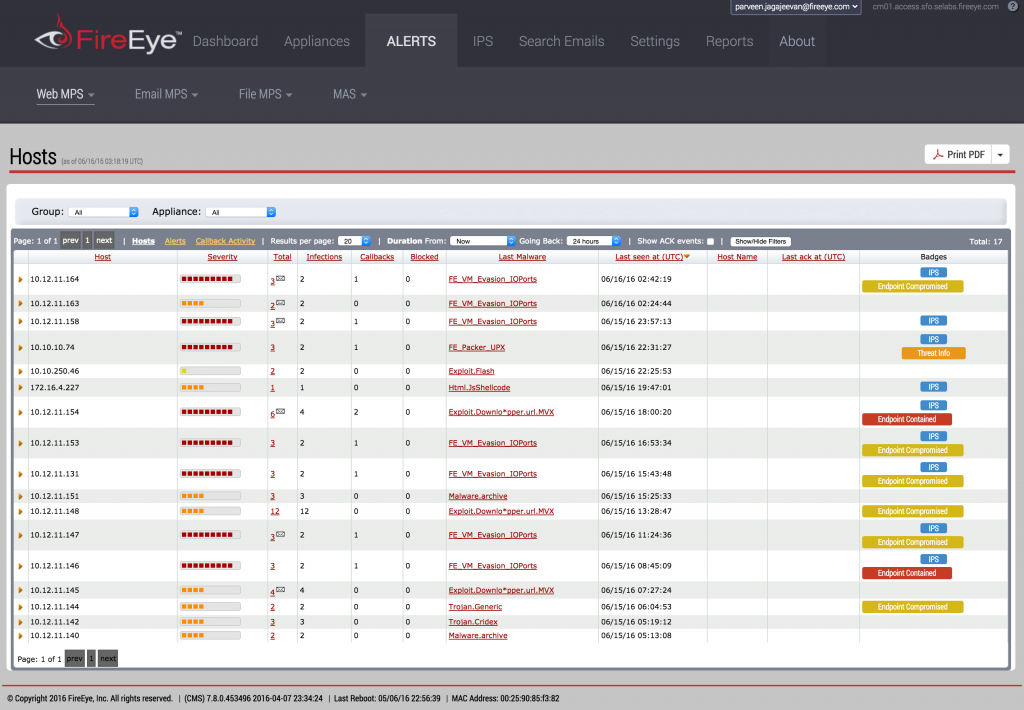 parveen.jagajeevan@fireeye.com cm01.access.sfo.selabs.fireeye.com ?
FireEye™ Dashboard Appliances ALERTS IPS Search Emails Settings Reports About
Web MPS Email MPS File MPS MAS
Hosts (as of 06/16/16 03:18:19 UTC) Print PDF
Group: All Appliance: All
Page: 1 of 1 prev 1 next | Hosts Alerts Callback Activity | Results per page: 20 | Duration From: Now Going Back: 24 hours | Show ACK events: | Show/Hide Filters Total: 17
Host Severity Total Infections Callbacks Blocked Last Malware Last seen at (UTC) Host Name Last ack at (UTC) Badges
10.12.11.164 3 2 1 0 FE_VM_Evasion_IOPorts 06/16/16 02:42:19 IPS
Endpoint Compromised
10.12.11.163 2 2 0 0 FE_VM_Evasion_IOPorts 06/16/16 02:24:44
10.12.11.158 3 2 1 0 FE_VM_Evasion_IOPorts 06/15/16 23:57:13 IPS
10.10.10.74 3 2 1 0 FE_Packer_UPX 06/15/16 22:31:27 IPS
Threat Info
10.10.250.46 2 2 0 0 Exploit.Flash 06/15/16 22:25:53
172.16.4.227 1 1 0 0 Html.JsShellcode 06/15/16 19:47:01 IPS
10.12.11.154 6 4 2 0 Exploit.Downlo*pper.url.MVX 06/15/16 18:00:20 IPS
Endpoint Contained
10.12.11.153 3 2 1 0 FE_VM_Evasion_IOPorts 06/15/16 16:53:34 IPS
Endpoint Compromised
10.12.11.131 3 2 1 0 FE_VM_Evasion_IOPorts 06/15/16 15:43:48 IPS
Endpoint Compromised
10.12.11.151 3 3 0 0 Malware.archive 06/15/16 15:25:33
10.12.11.148 12 12 0 0 Exploit.Downlo*pper.url.MVX 06/15/16 13:28:47 Endpoint Compromised
10.12.11.147 3 2 1 0 FE_VM_Evasion_IOPorts 06/15/16 11:24:36 IPS
Endpoint Compromised
10.12.11.146 3 2 1 0 FE_VM_Evasion_IOPorts 06/15/16 08:45:09 IPS
Endpoint Contained
10.12.11.145 4 4 0 0 Exploit.Downlo*pper.url.MVX 06/15/16 07:27:24
10.12.11.144 2 2 0 0 Trojan.Generic 06/15/16 06:04:53 Endpoint Compromised
10.12.11.142 3 3 0 0 Trojan.Cridex 06/15/16 05:19:12
10.12.11.140 2 2 0 0 Malware.archive 06/15/16 05:13:08
Page: 1 of 1 prev 1 next
© Copyright 2016 FireEye, Inc. All rights reserved. | (CMS) 7.8.0.453496 2016-04-07 23:34:24 | Last Reboot: 05/06/16 22:56:39 | MAC Address: 00:25:90:85:f3:82